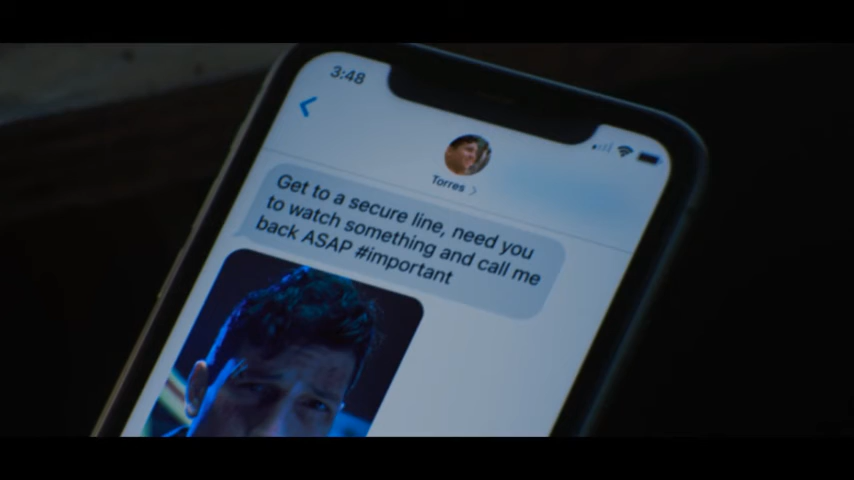 3:48
Torres
Get to a secure line, need you
to watch something and call me
back ASAP #important